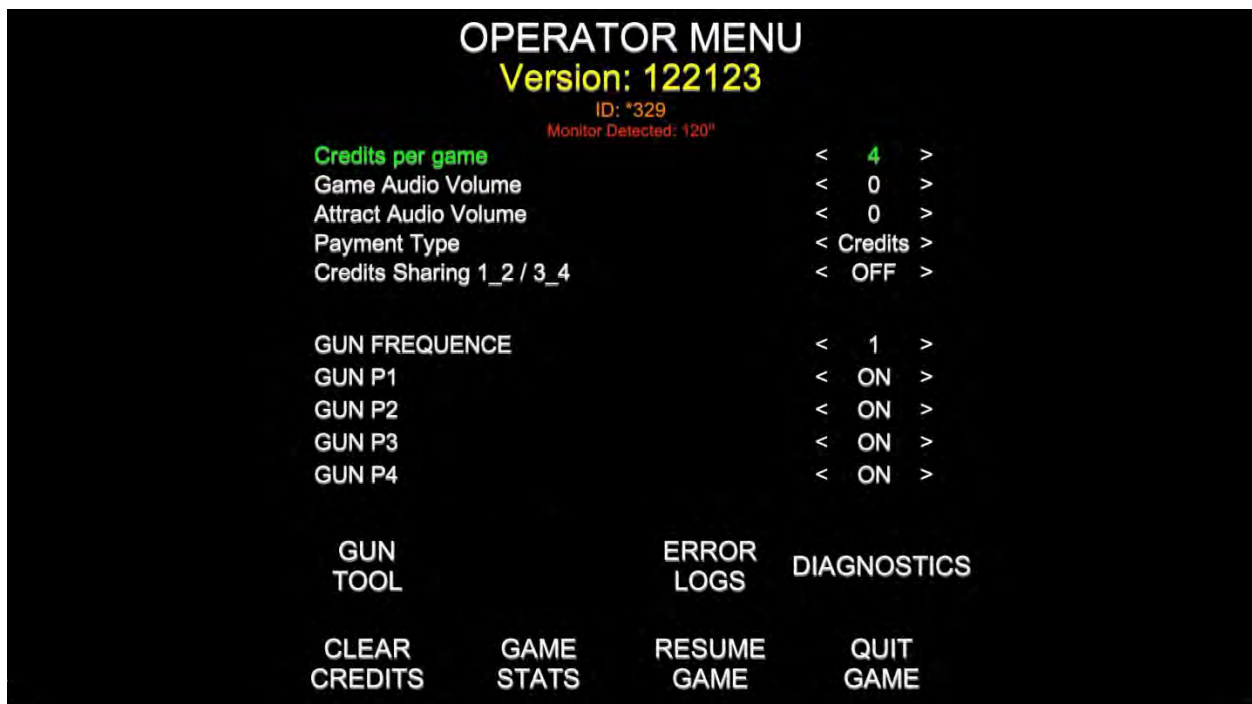 OPERATOR MENU
Version: 122123
ID: *329
Monitor Detected: 120"
Credits per game < 4 >
Game Audio Volume < 0 >
Attract Audio Volume < 0 >
Payment Type < Credits >
Credits Sharing 1_2 / 3_4 < OFF >
GUN FREQUENCE < 1 >
GUN P1 < ON >
GUN P2 < ON >
GUN P3 < ON >
GUN P4 < ON >
GUN
TOOL
ERROR
LOGS
DIAGNOSTICS
CLEAR
CREDITS
GAME
STATS
RESUME
GAME
QUIT
GAME